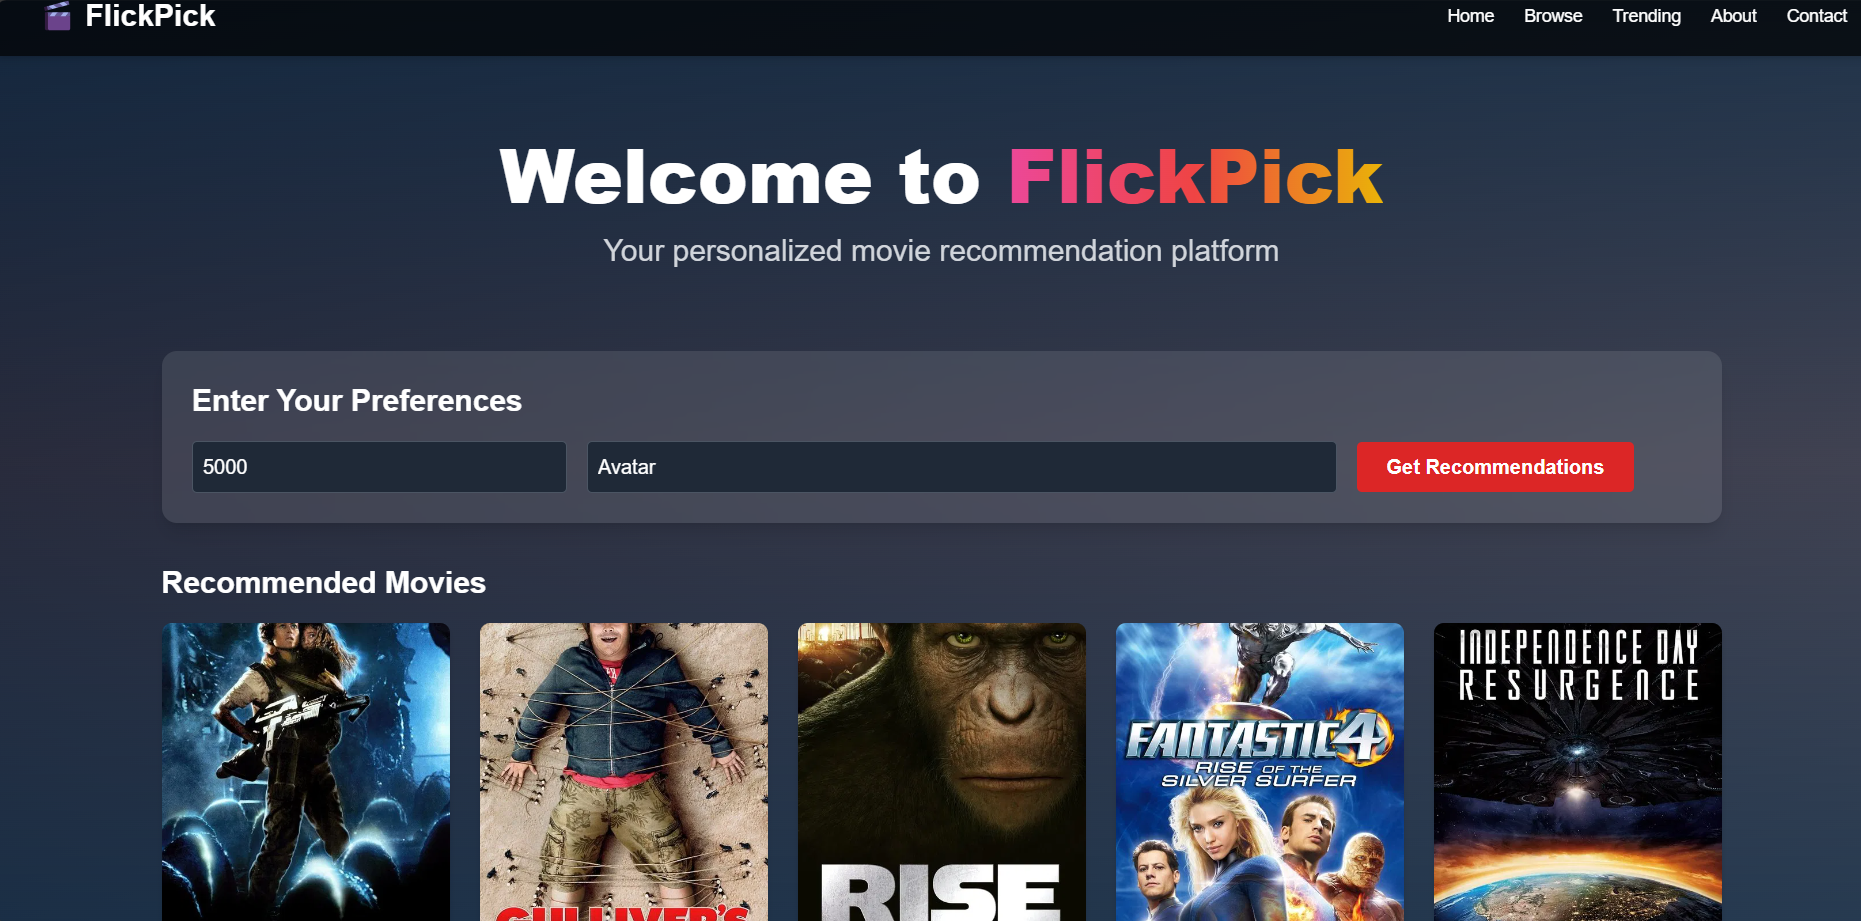 FlickPick
Home Browse Trending About Contact
Welcome to FlickPick
Your personalized movie recommendation platform
Enter Your Preferences
5000
Avatar
Get Recommendations
Recommended Movies
GULLIVER'S
RISE
FANTASTIC 4
RISE OF THE
SILVER SURFER
INDEPENDENCE DAY
RESURGENCE